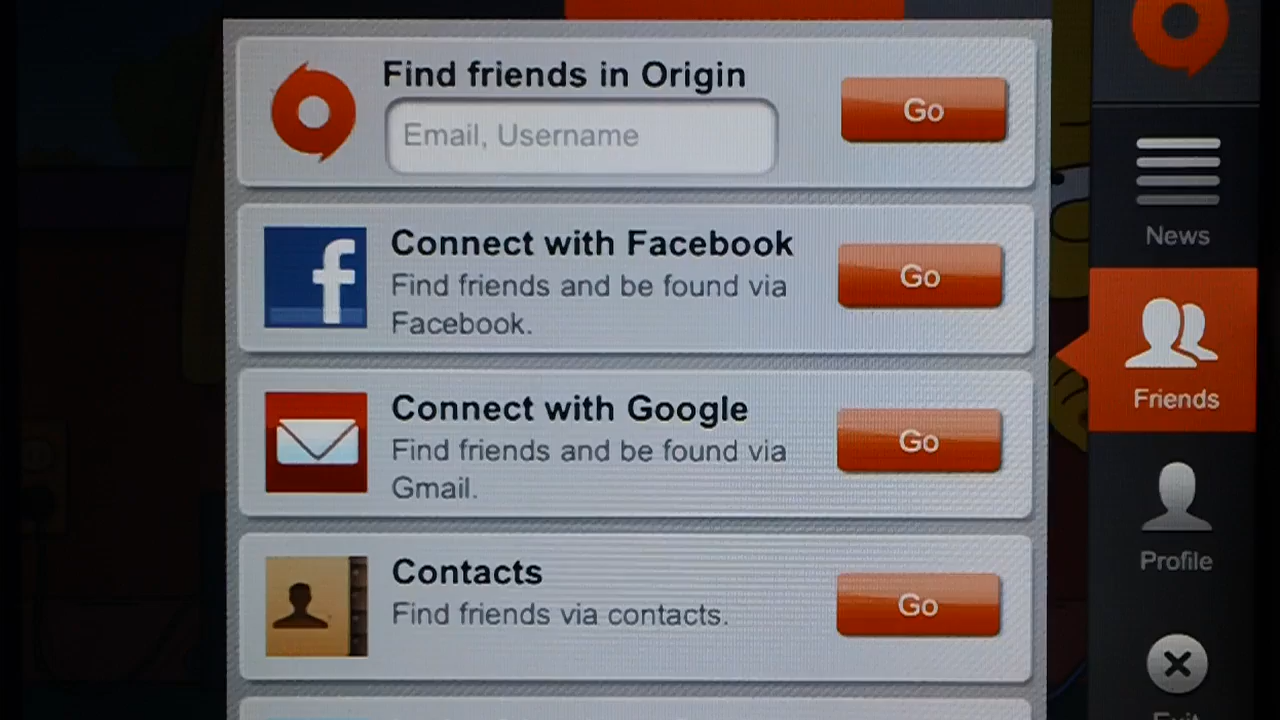 Find friends in Origin
Email, Username
Go
Connect with Facebook
Find friends and be found via
Facebook.
Go
Connect with Google
Find friends and be found via
Gmail.
Go
Contacts
Find friends via contacts.
Go
News
Friends
Profile
Exit